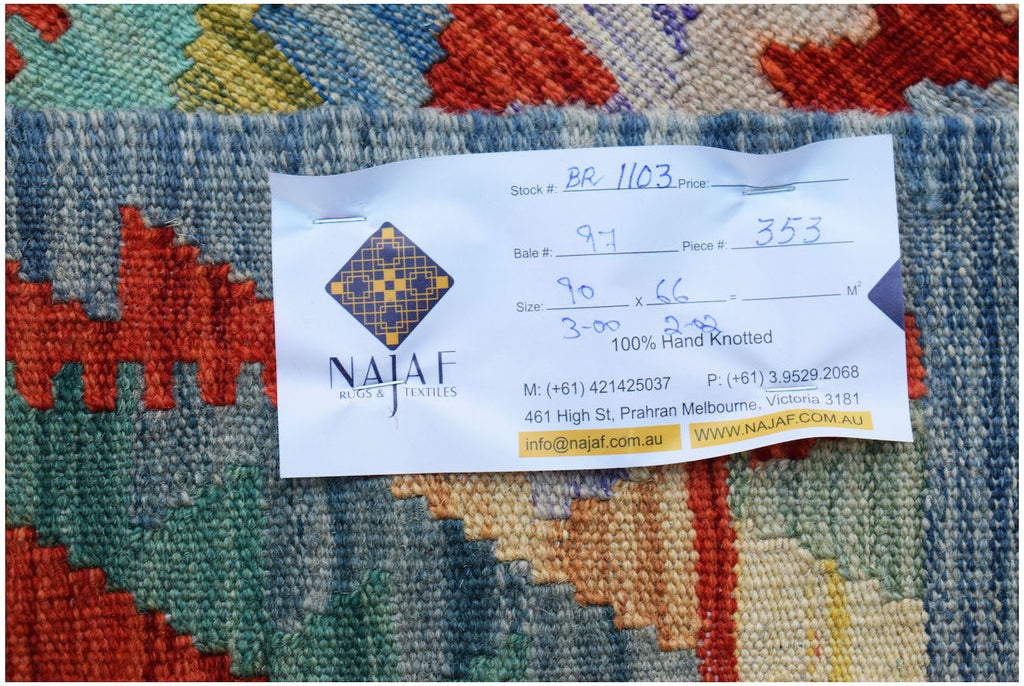 Stock #: BR 1103 Price:
Bale #: 97 Piece #: 353
Size: 90 x 66 = M²
3-00 2-02
100% Hand Knotted
NAJAF
RUGS & TEXTILES
M: (+61) 421425037 P: (+61) 3.9529.2068
461 High St, Prahran Melbourne, Victoria 3181
info@najaf.com.au WWW.NAJAF.COM.AU